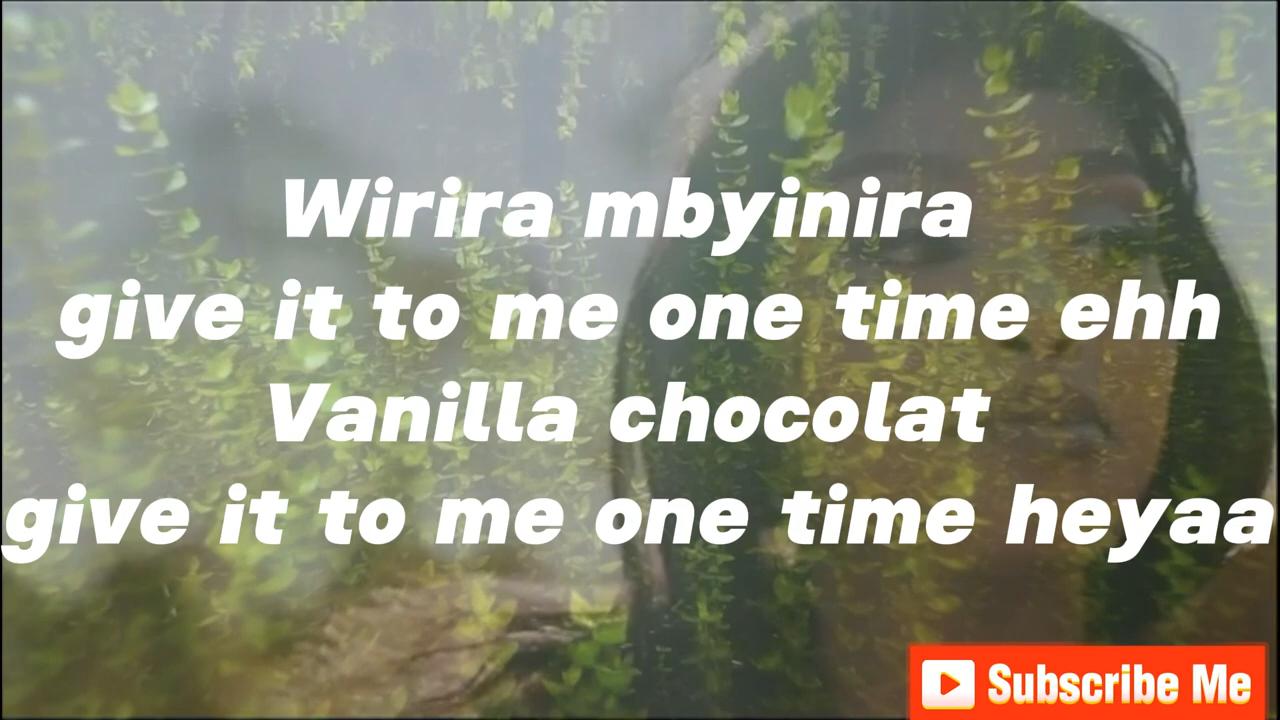 Wirira mbyinira
give it to me one time ehh
Vanilla chocolat
give it to me one time heyaa
Subscribe Me